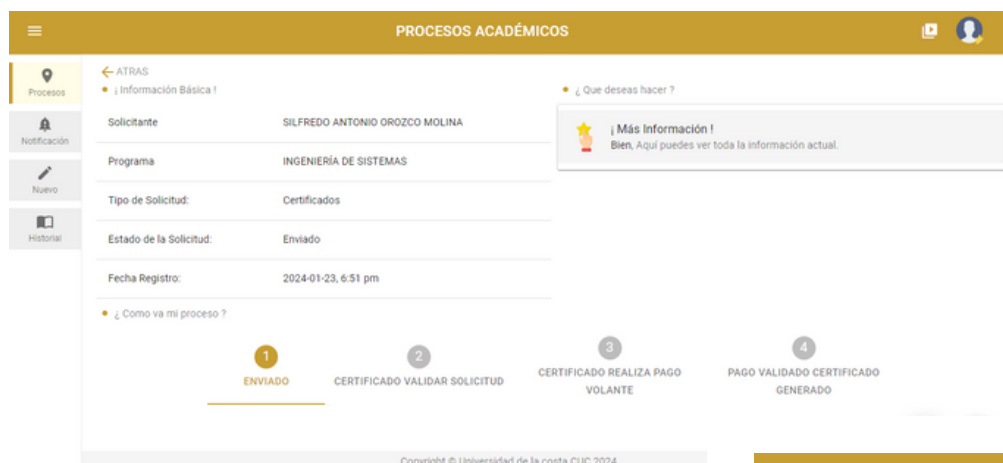 PROCESOS ACADÉMICOS
Procesos
Notificación
Nuevo
Historial
ATRAS
¡ Información Básica !
Solicitante SILFREDO ANTONIO OROZCO MOLINA
Programa INGENIERÍA DE SISTEMAS
Tipo de Solicitud: Certificados
Estado de la Solicitud: Enviado
Fecha Registro: 2024-01-23, 6:51 pm
¿ Que deseas hacer ?
¡ Más Información !
Bien, Aquí puedes ver toda la información actual.
¿ Como va mi proceso ?
1
ENVIADO
2
CERTIFICADO VALIDAR SOLICITUD
3
CERTIFICADO REALIZA PAGO
VOLANTE
4
PAGO VALIDADO CERTIFICADO
GENERADO
Copyright © Universidad de la costa CUC 2024